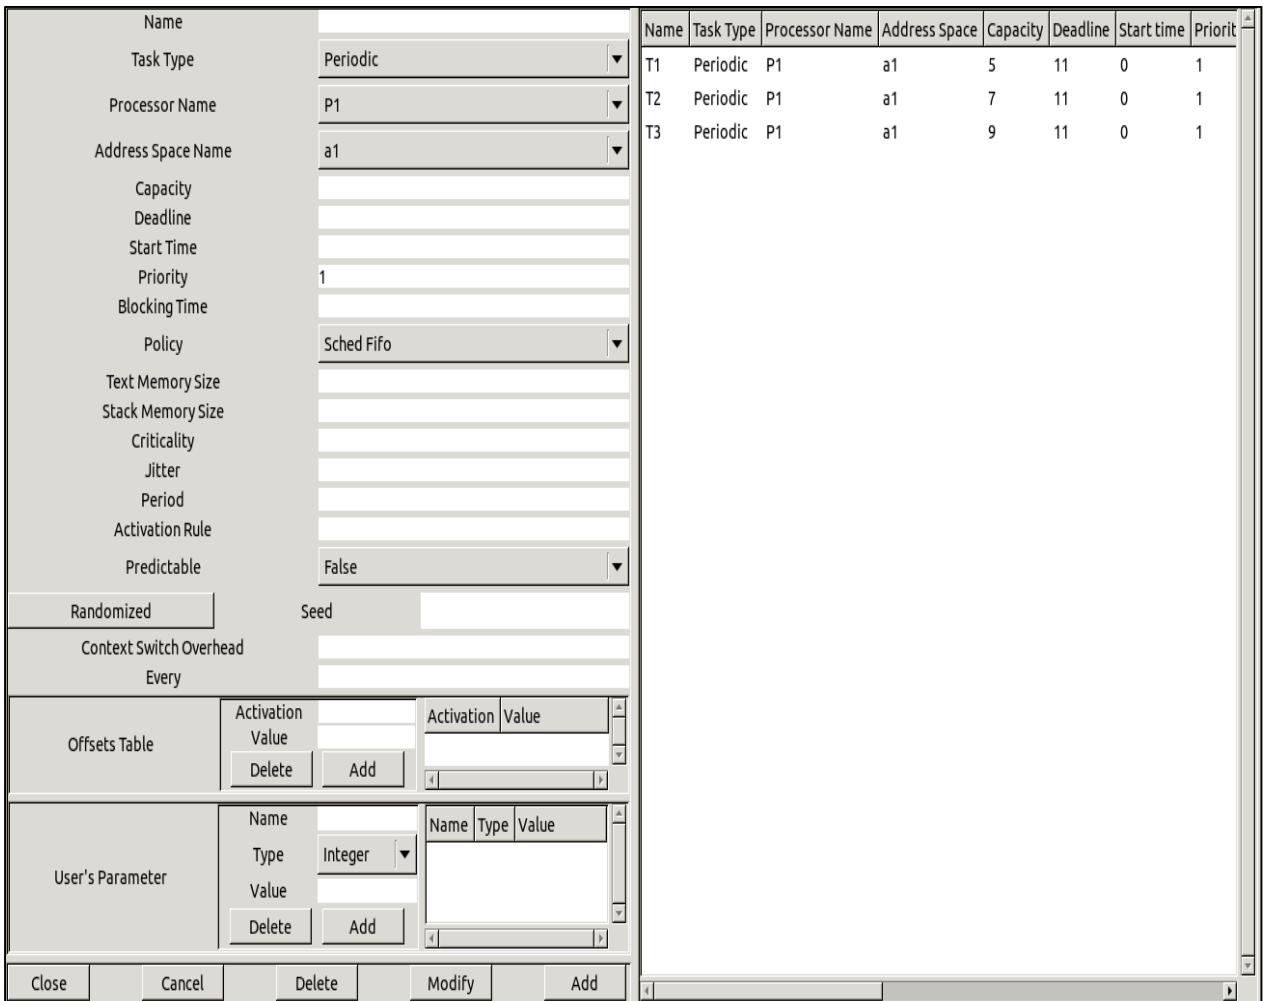 Name
Task Type Periodic
Processor Name P1
Address Space Name a1
Capacity
Deadline
Start Time
Priority 1
Blocking Time
Policy Sched Fifo
Text Memory Size
Stack Memory Size
Criticality
Jitter
Period
Activation Rule
Predictable False
Randomized Seed
Context Switch Overhead
Every
Offsets Table
Activation
Value
Delete Add
Activation Value
User's Parameter
Name
Type Integer
Value
Delete Add
Name Type Value
Close Cancel Delete Modify Add
Name Task Type Processor Name Address Space Capacity Deadline Start time Priorit
T1 Periodic P1 a1 5 11 0 1
T2 Periodic P1 a1 7 11 0 1
T3 Periodic P1 a1 9 11 0 1